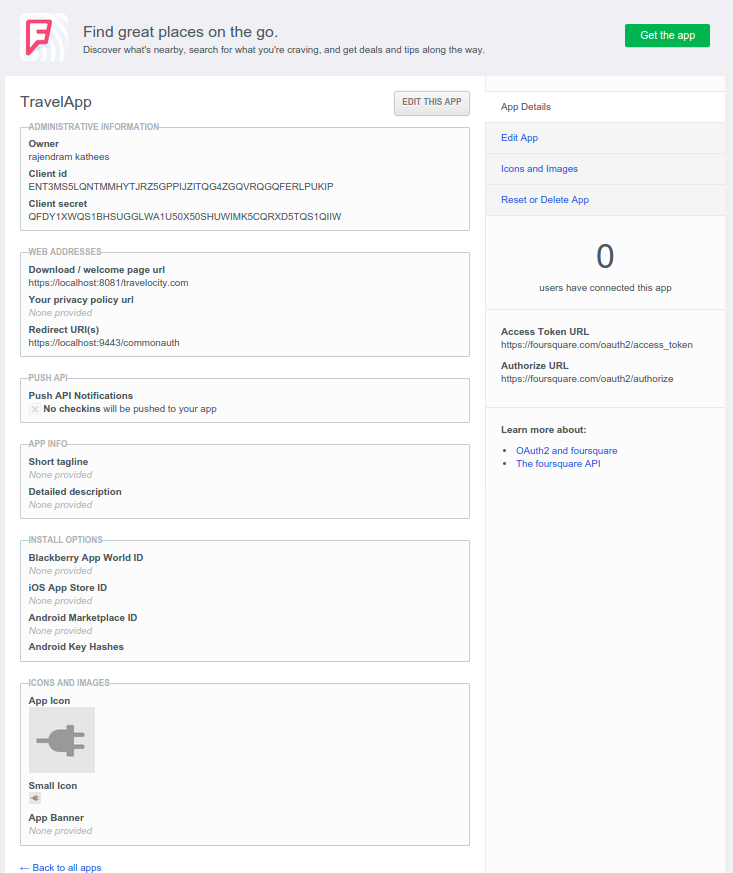 Find great places on the go.
Discover what's nearby, search for what you're craving, and get deals and tips along the way.
Get the app
TravelApp
EDIT THIS APP
ADMINISTRATIVE INFORMATION
Owner
rajendram kathees
Client id
ENT3MS5LQNTMMHYTJRZ5GPPIJZITQG4ZGQVRQGQFERLPUKIP
Client secret
QFDY1XWQS1BHSUGGLWA1U50X50SHUWIMK5CQRXD5TQS1QIIW
WEB ADDRESSES
Download / welcome page url
https://localhost:8081/travelocity.com
Your privacy policy url
None provided
Redirect URI(s)
https://localhost:9443/commonauth
PUSH API
Push API Notifications
No checkins will be pushed to your app
APP INFO
Short tagline
None provided
Detailed description
None provided
INSTALL OPTIONS
Blackberry App World ID
None provided
iOS App Store ID
None provided
Android Marketplace ID
None provided
Android Key Hashes
ICONS AND IMAGES
App Icon
Small Icon
App Banner
None provided
← Back to all apps
App Details
Edit App
Icons and Images
Reset or Delete App
0
users have connected this app
Access Token URL
https://foursquare.com/oauth2/access_token
Authorize URL
https://foursquare.com/oauth2/authorize
Learn more about:
• OAuth2 and foursquare
• The foursquare API